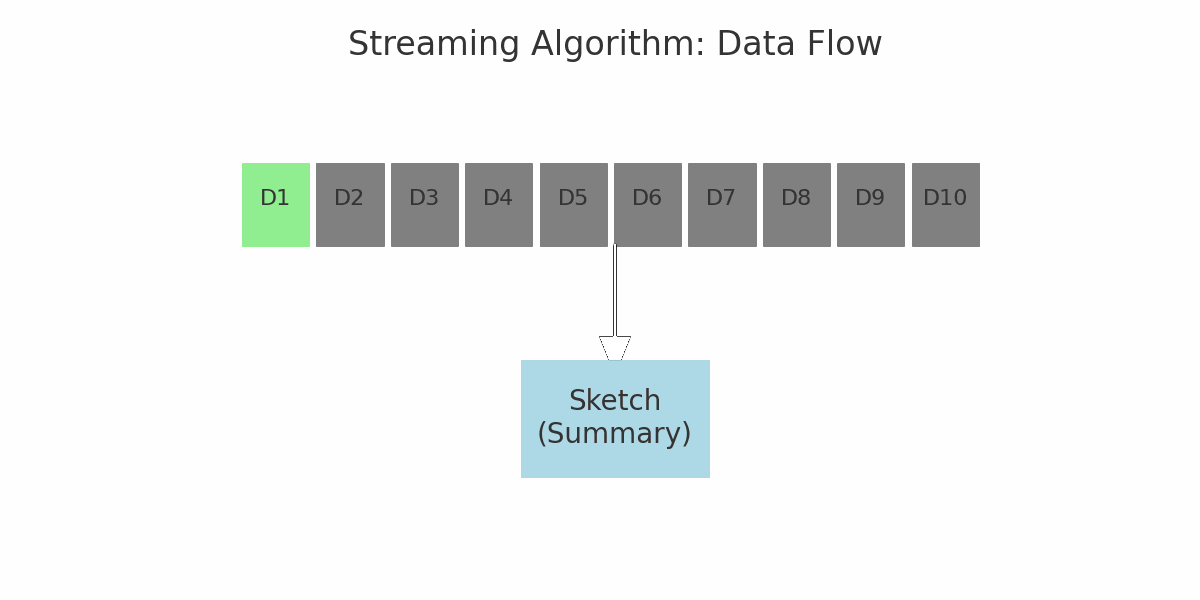 Streaming Algorithm: Data Flow
D1 D2 D3 D4 D5 D6 D7 D8 D9 D10
Sketch
(Summary)